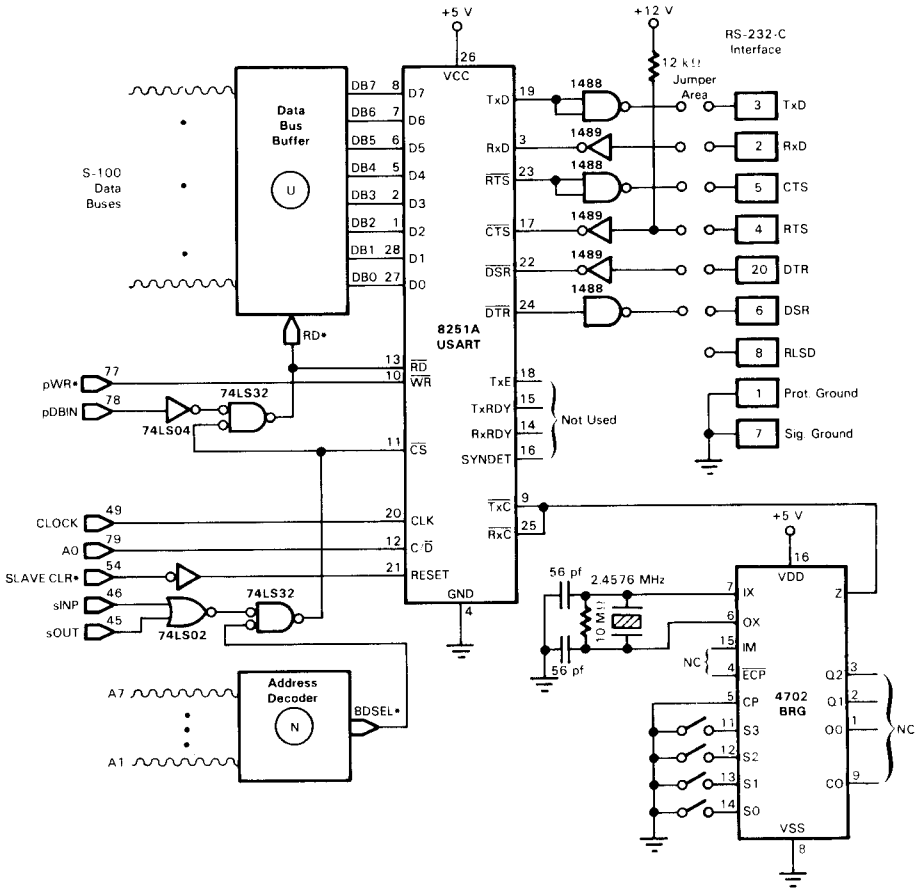 +5 V
+12 V
RS-232-C
Interface
26
VCC
12 kΩ
Jumper
Area
Data
Bus
Buffer
U
S-100
Data
Buses
DB7 8 D7
DB6 7 D6
DB5 6 D5
DB4 5 D4
DB3 2 D3
DB2 1 D2
DB1 28 D1
DB0 27 D0
RD*
8251A
USART
TxD 19 1488 3 TxD
RxD 3 1489 2 RxD
RTS 23 1488 5 CTS
CTS 17 1489 4 RTS
DSR 22 1489 20 DTR
DTR 24 1488 6 DSR
8 RLSD
1 Prot. Ground
7 Sig. Ground
TxE 18
TxRDY 15
RxRDY 14
SYNDET 16
Not Used
TxC 9
RxC 25
13 RD
pWR* 77 10 WR
pDBIN 78
74LS32
74LS04
11 CS
CLOCK 49 20 CLK
A0 79 12 C/D
SLAVE CLR* 54 21 RESET
sINP 46
sOUT 45
74LS32
74LS02
GND
4
A7
A1
Address
Decoder
N
BDSEL*
56 pf
2.4576 MHz
10 MΩ
56 pf
+5 V
16
VDD
7 IX
6 OX
15 IM
4 ECP
NC
5 CP
11 S3
12 S2
13 S1
14 S0
4702
BRG
Z
Q2 3
Q1 2
O0 1
CO 9
NC
VSS
8